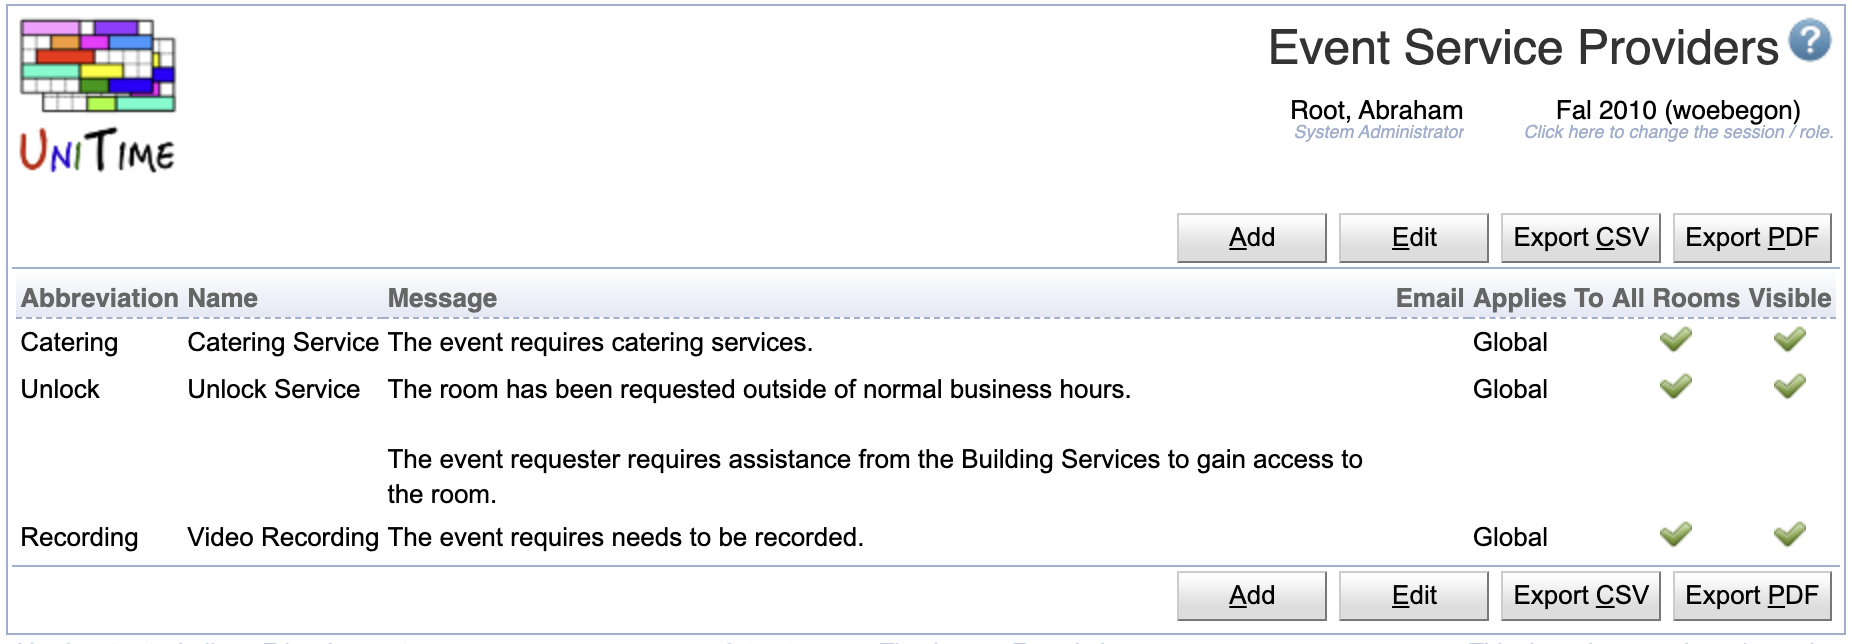 Event Service Providers ?
Root, Abraham Fal 2010 (woebegon)
System Administrator Click here to change the session / role.
UNITIME
Add Edit Export CSV Export PDF
Abbreviation Name Message Email Applies To All Rooms Visible
Catering Catering Service The event requires catering services. Global
Unlock Unlock Service The room has been requested outside of normal business hours. Global
The event requester requires assistance from the Building Services to gain access to
the room.
Recording Video Recording The event requires needs to be recorded. Global
Add Edit Export CSV Export PDF